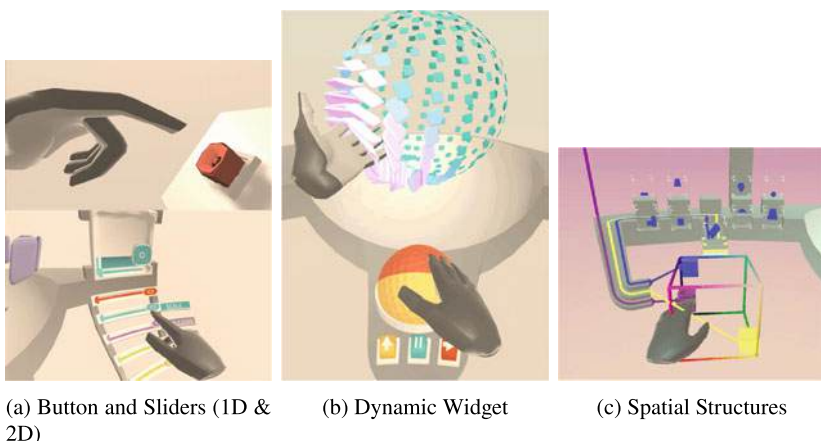 (a) Button and Sliders (1D &
2D)
(b) Dynamic Widget
(c) Spatial Structures